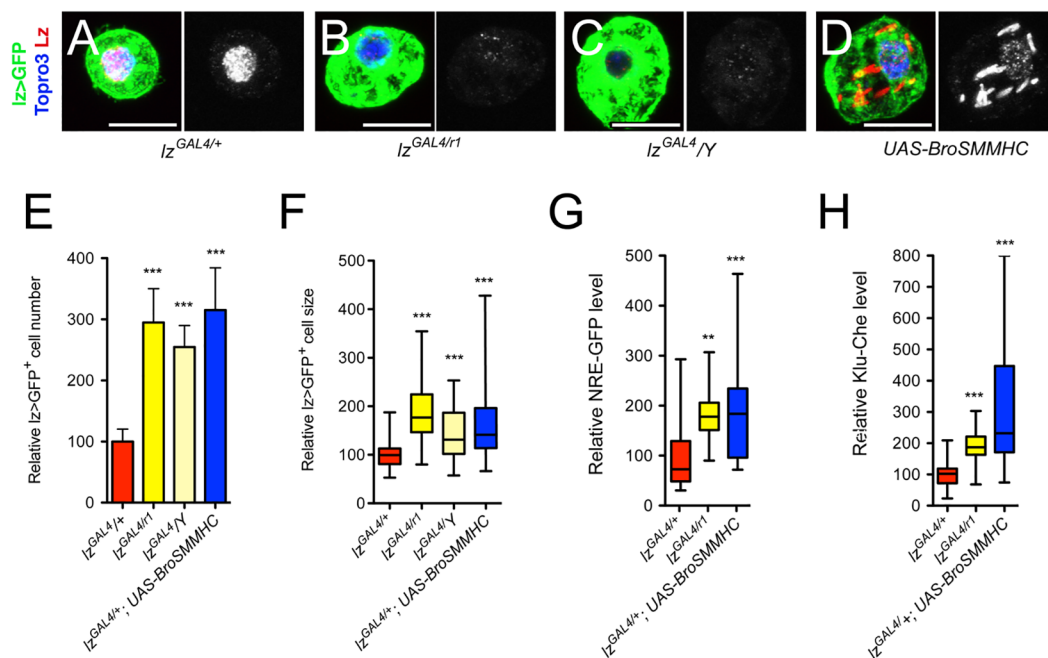 lz>GFP
Topro3 Lz
A
B
C
D
lzGAL4/+
lzGAL4/r1
lzGAL4/Y
UAS-BroSMMHC
E
F
G
H
Relative lz>GFP+ cell number
400
300
200
100
0
***
***
***
lzGAL4/+
lzGAL4/r1
lzGAL4/Y
lzGAL4/+; UAS-BroSMMHC
Relative lz>GFP+ cell size
500
400
300
200
100
0
***
***
***
lzGAL4/+
lzGAL4/r1
lzGAL4/Y
lzGAL4/+; UAS-BroSMMHC
Relative NRE-GFP level
500
400
300
200
100
0
**
***
lzGAL4/+
lzGAL4/r1
lzGAL4/+; UAS-BroSMMHC
Relative Klu-Che level
800
700
600
500
400
300
200
100
0
***
***
lzGAL4/+
lzGAL4/r1
lzGAL4/+; UAS-BroSMMHC